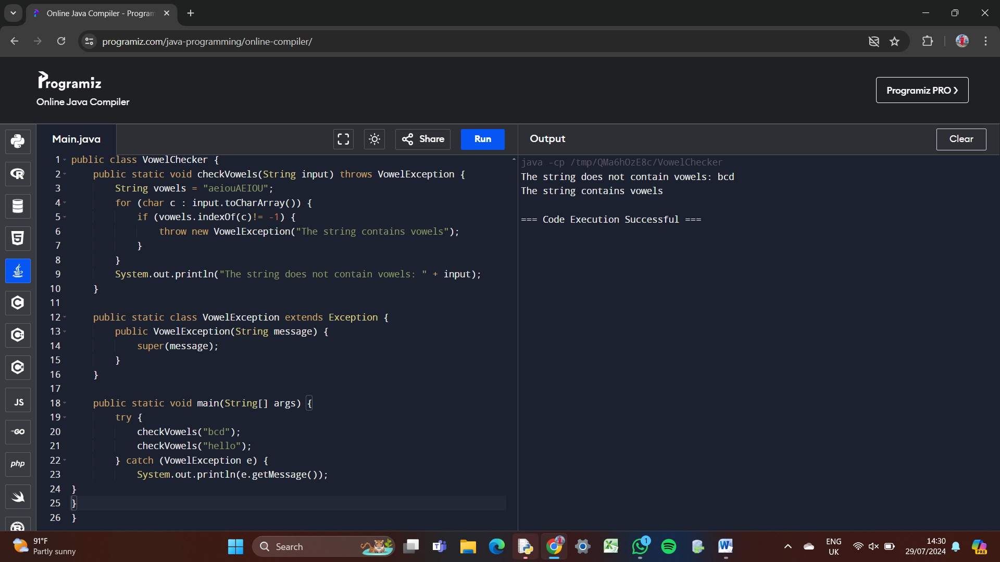 Online Java Compiler - Program
programiz.com/java-programming/online-compiler/
Programiz
Online Java Compiler
Programiz PRO ❯
Main.java
Share
Run
Output
Clear
1 public class VowelChecker {
2     public static void checkVowels(String input) throws VowelException {
3         String vowels = "aeiouAEIOU";
4         for (char c : input.toCharArray()) {
5             if (vowels.indexOf(c)!= -1) {
6                 throw new VowelException("The string contains vowels");
7             }
8         }
9         System.out.println("The string does not contain vowels: " + input);
10     }
11
12     public static class VowelException extends Exception {
13         public VowelException(String message) {
14             super(message);
15         }
16     }
17
18     public static void main(String[] args) {
19         try {
20             checkVowels("bcd");
21             checkVowels("hello");
22         } catch (VowelException e) {
23             System.out.println(e.getMessage());
24 }
25 }
26 }
java -cp /tmp/QMa6hOzE8c/VowelChecker
The string does not contain vowels: bcd
The string contains vowels
=== Code Execution Successful ===
R
5
C
C
C
JS
GO
php
91°F
Partly sunny
Search
1
ENG
UK
14:30
29/07/2024
PRE